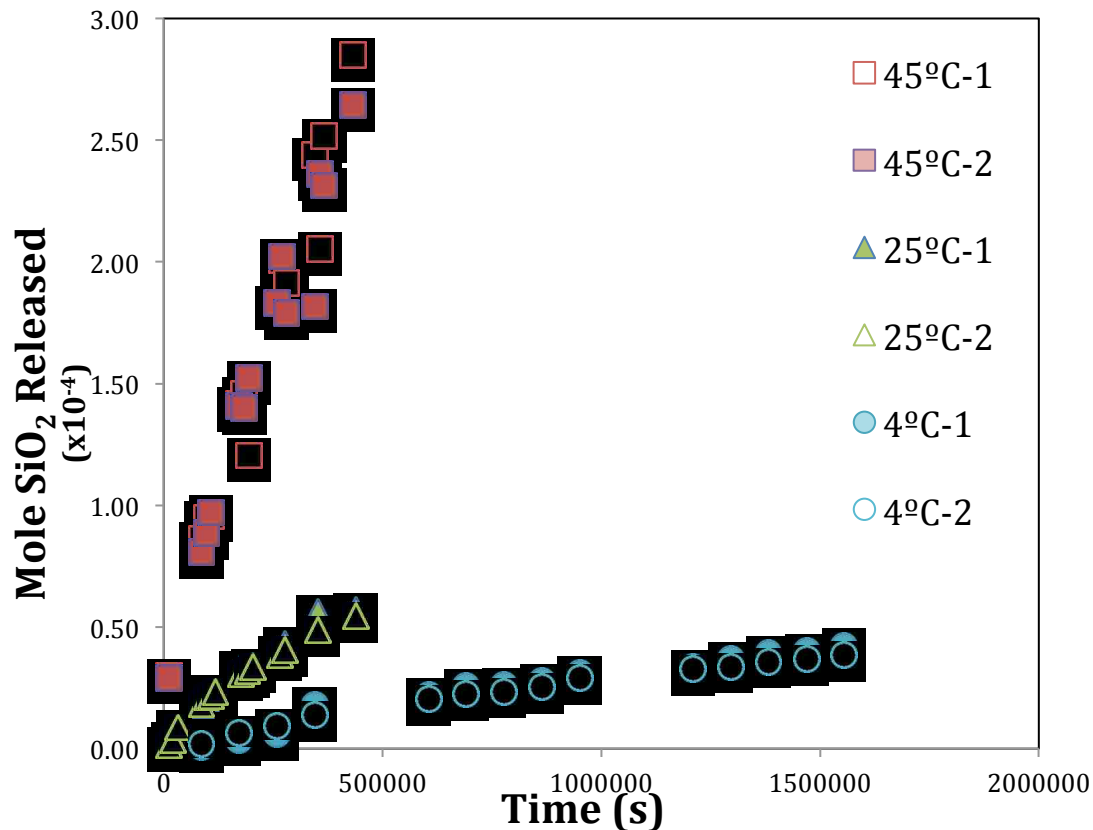 3.00
2.50
2.00
1.50
1.00
0.50
0.00
Mole SiO₂ Released
(x10⁻⁴)
0
500000
1000000
1500000
2000000
Time (s)
45ºC-1
45ºC-2
25ºC-1
25ºC-2
4ºC-1
4ºC-2